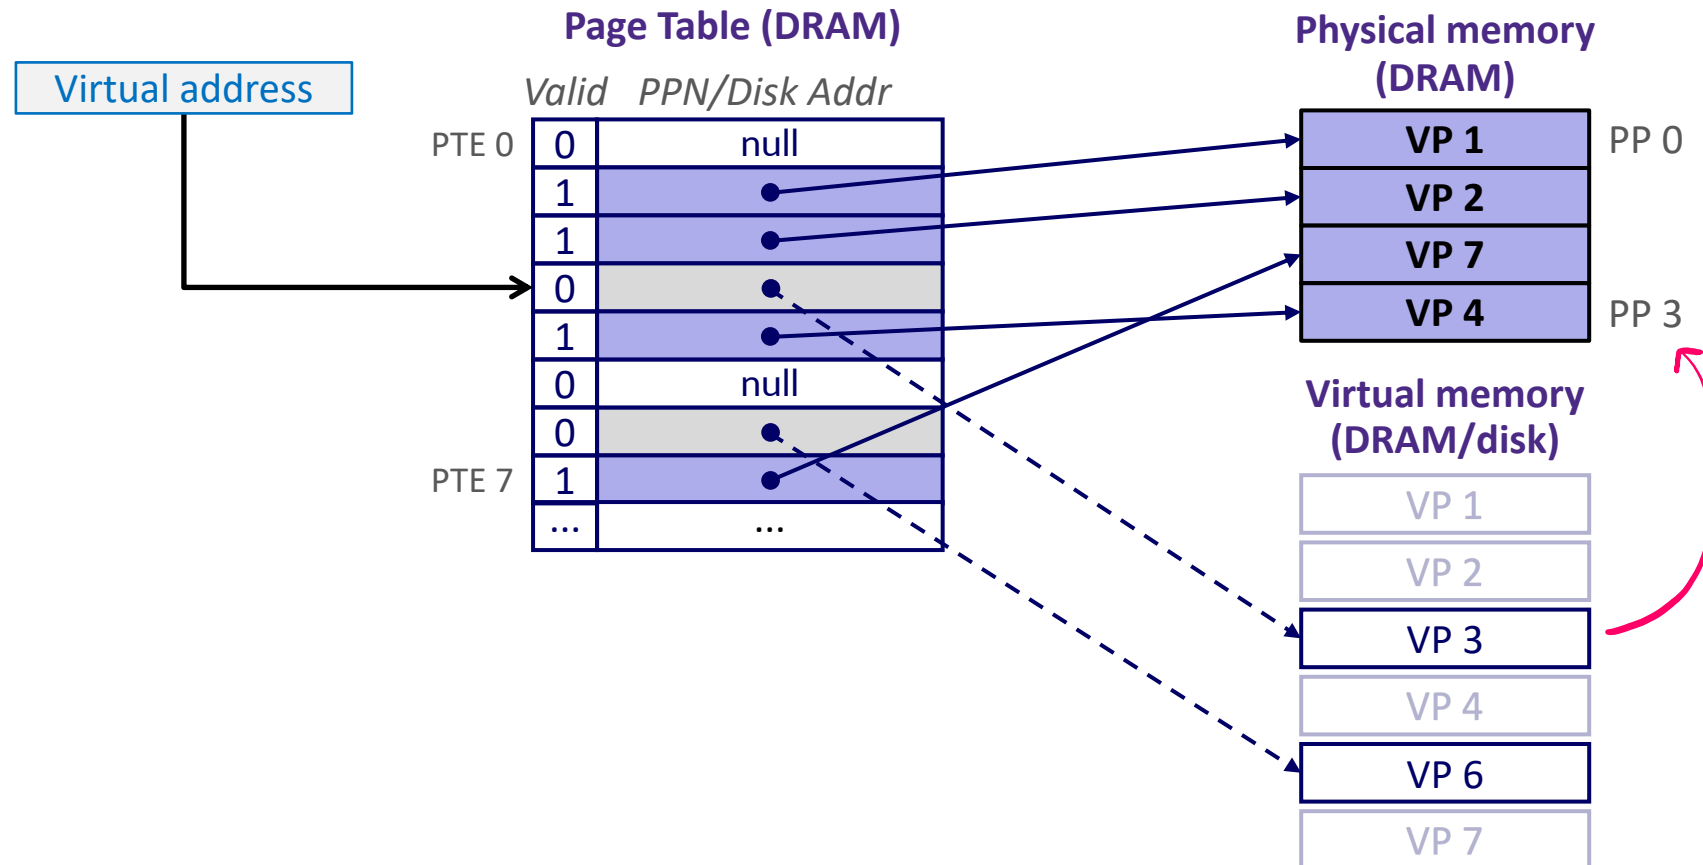 Page Table (DRAM)
Physical memory
(DRAM)
Virtual address
Valid PPN/Disk Addr
PTE 0 0 null
1
1
0
1
0 null
0
PTE 7 1
... ...
VP 1 PP 0
VP 2
VP 7
VP 4 PP 3
Virtual memory
(DRAM/disk)
VP 1
VP 2
VP 3
VP 4
VP 6
VP 7